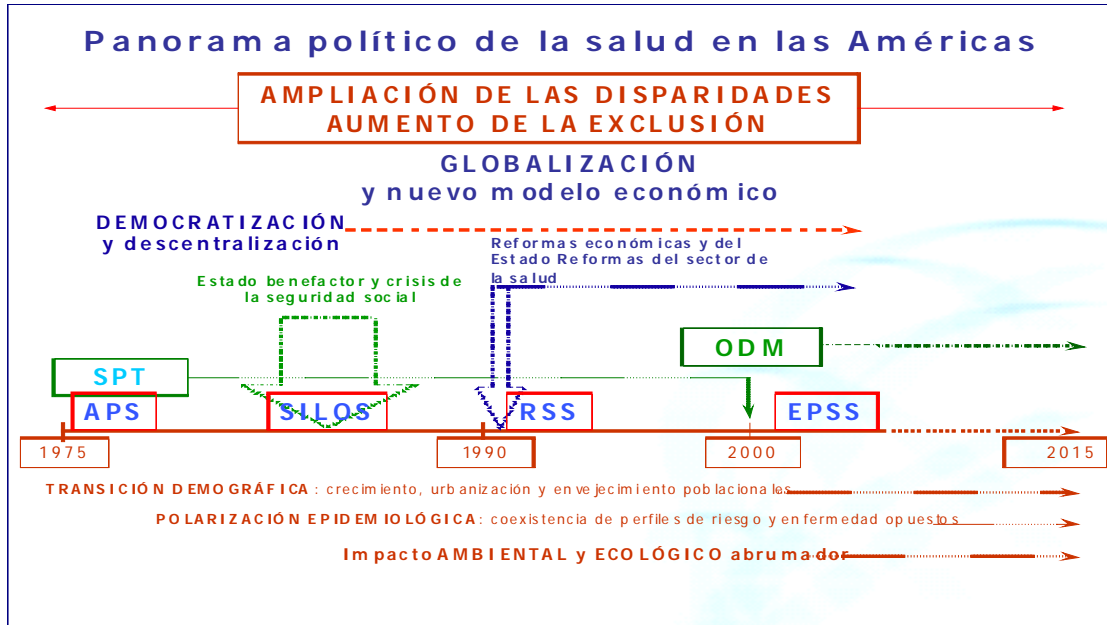 Panorama político de la salud en las Américas
AMPLIACIÓN DE LAS DISPARIDADES
AUMENTO DE LA EXCLUSIÓN
GLOBALIZACIÓN
y nuevo modelo económico
DEMOCRATIZACIÓN
y descentralización
Reformas económicas y del
Estado Reformas del sector de
la salud
Estado benefactor y crisis de
la seguridad social
ODM
SPT
APS
SILOS
RSS
EPSS
1975
1990
2000
2015
TRANSICIÓN DEMOGRÁFICA: crecimiento, urbanización y envejecimiento poblacionales
POLARIZACIÓN EPIDEMIOLÓGICA: coexistencia de perfiles de riesgo y enfermedad opuestos
Impacto AMBIENTAL y ECOLÓGICO abrumador